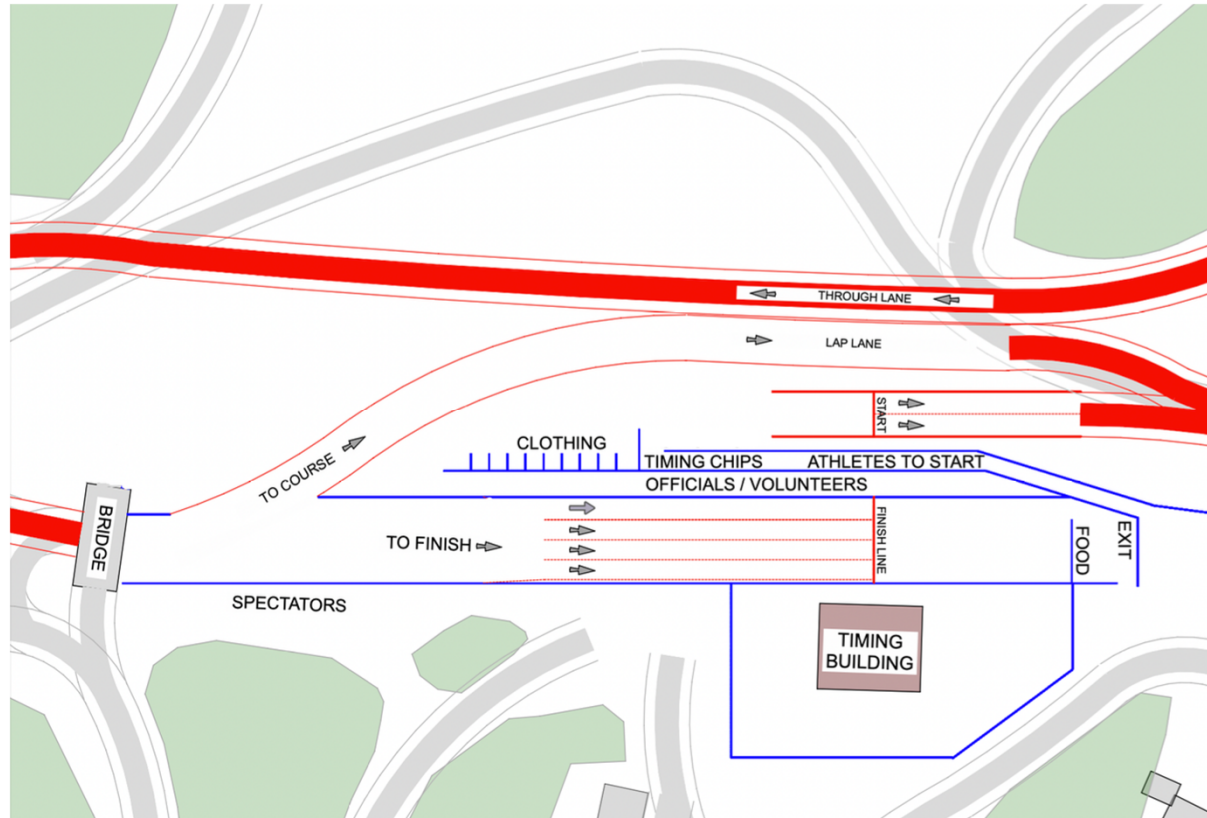 THROUGH LANE
LAP LANE
START
CLOTHING
TIMING CHIPS
ATHLETES TO START
TO COURSE
OFFICIALS / VOLUNTEERS
BRIDGE
TO FINISH
FINISH LINE
FOOD
EXIT
SPECTATORS
TIMING
BUILDING